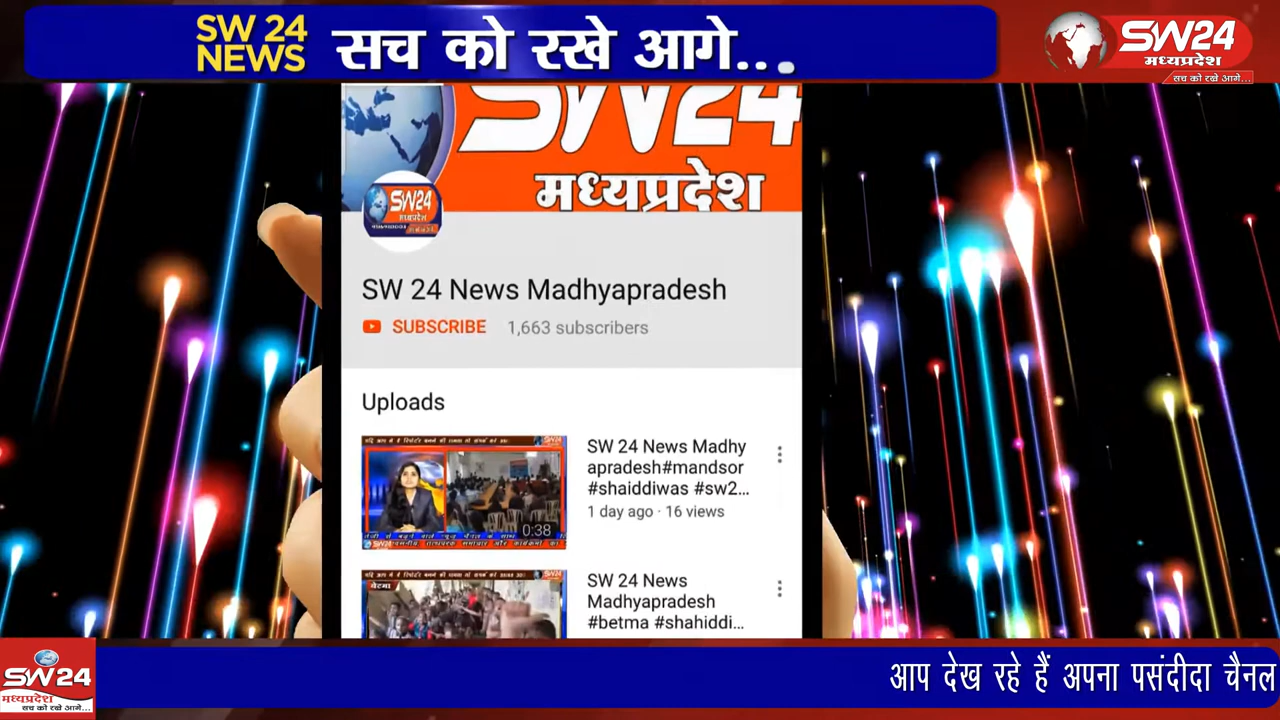 SW 24 NEWS
सच को रखे आगे...
SW24
मध्यप्रदेश
सच को रखे आगे...
SW24
मध्यप्रदेश
SW24
मध्यप्रदेश
SW 24 News Madhyapradesh
SUBSCRIBE 1,663 subscribers
Uploads
SW 24 News Madhy
apradesh#mandsor
#shaiddiwas #sw2...
1 day ago · 16 views
0:38
SW 24 News
Madhyapradesh
#betma #shahiddi...
बेटमा
SW24
मध्यप्रदेश
सच को रखे आगे...
आप देख रहे हैं अपना पसंदीदा चैनल